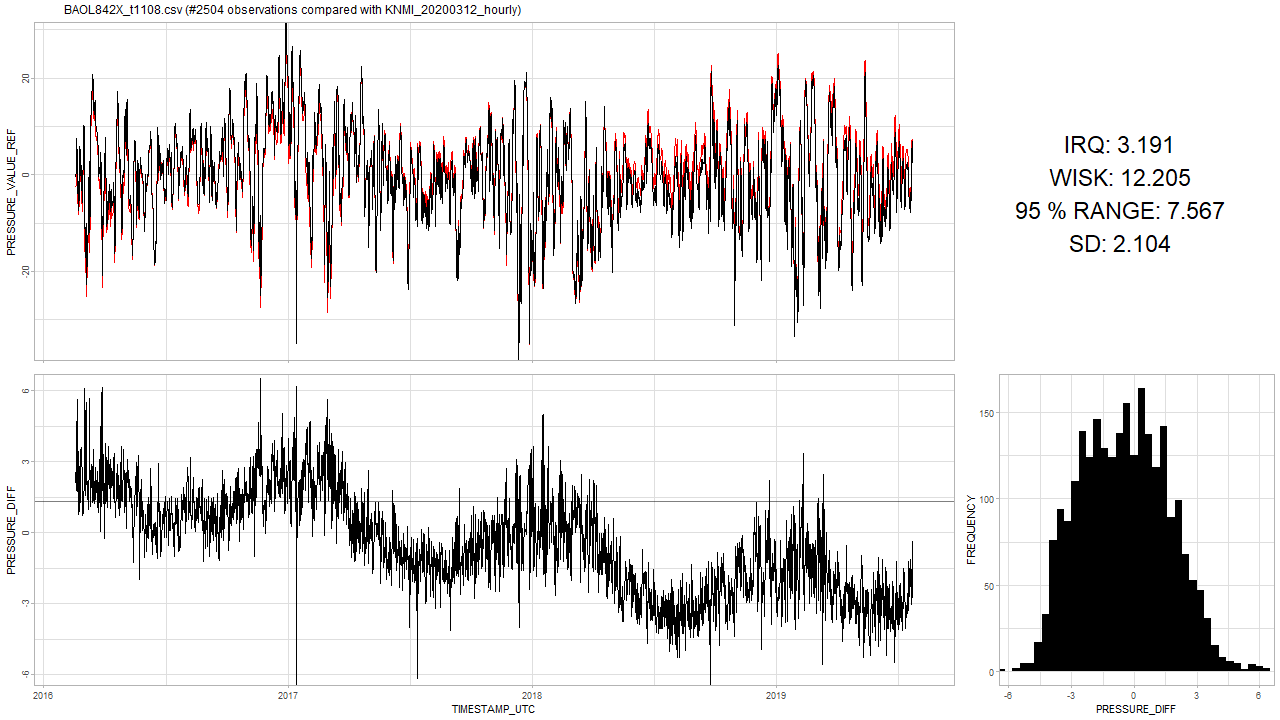 BAOL842X_t1108.csv (#2504 observations compared with KNMI_20200312_hourly)
PRESSURE_VALUE_REF
20
0
-20
IRQ: 3.191
WISK: 12.205
95 % RANGE: 7.567
SD: 2.104
PRESSURE_DIFF
6
3
0
-3
-6
2016 2017 2018 2019
TIMESTAMP_UTC
FREQUENCY
150
100
50
0
-6 -3 0 3 6
PRESSURE_DIFF